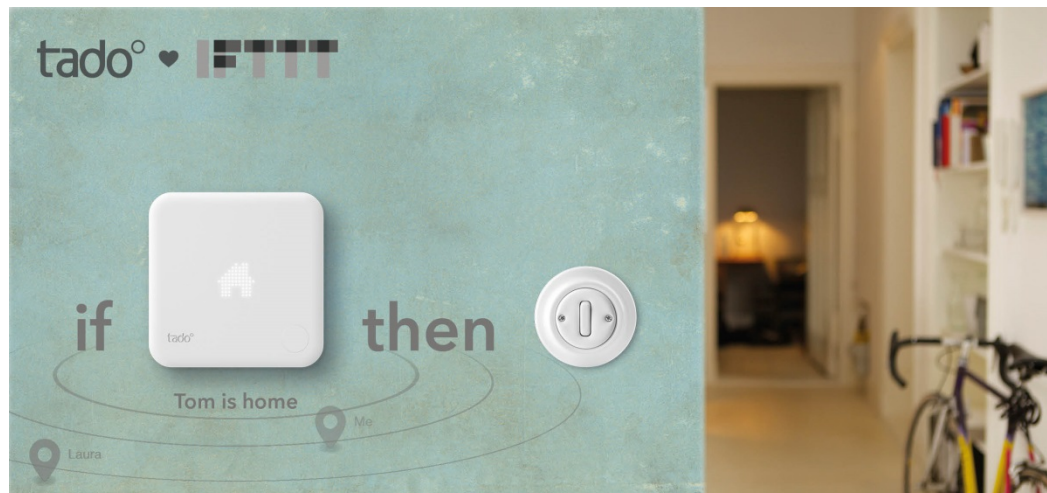 tado° ♥ IFTTT
tado°
if then
Tom is home
Me
Laura